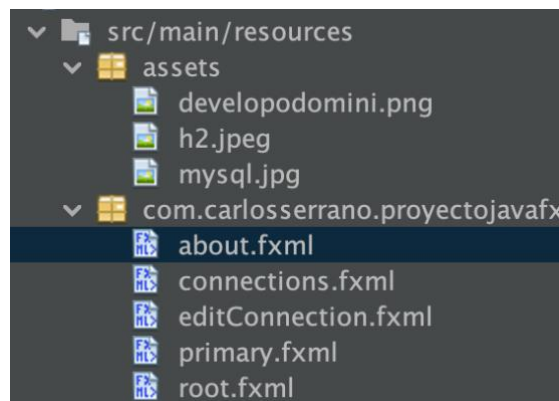 src/main/resources
assets
developodomini.png
h2.jpeg
mysql.jpg
com.carlosserrano.proyectojavafx
about.fxml
connections.fxml
editConnection.fxml
primary.fxml
root.fxml